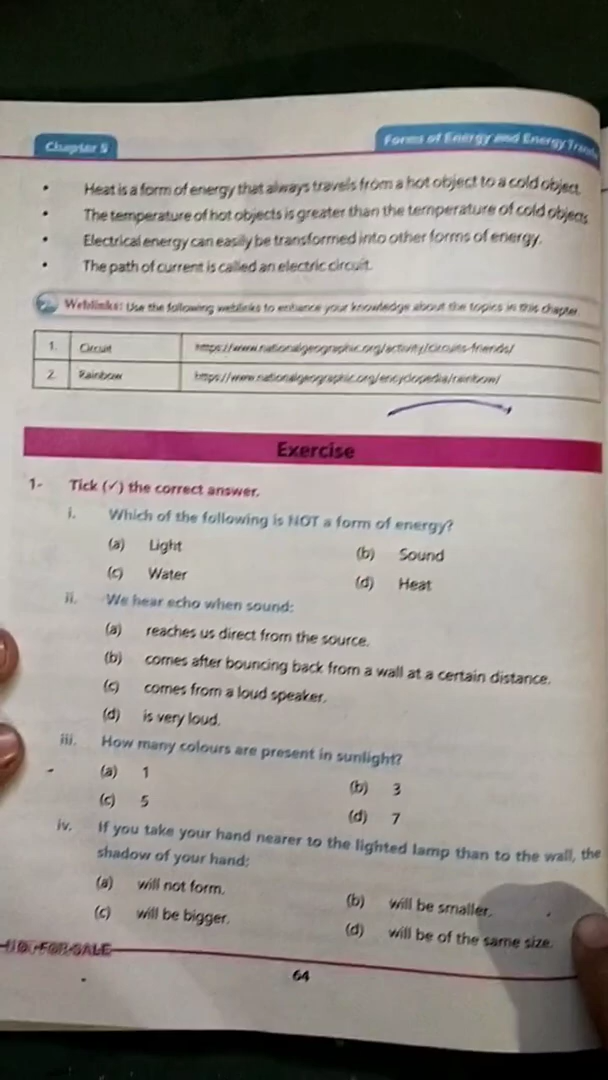 Chapter 5
Forms of Energy and Energy
• Heat is a form of energy that always travels from a hot object to a cold object.
• The temperature of hot objects is greater than the temperature of cold objects
• Electrical energy can easily be transformed into other forms of energy.
• The path of current is called an electric circuit.
Weblinks: Use the following weblinks to enhance your knowledge about the topics in this chapter
1. Circuit https://www.nationalgeographic.org/activity/circuits-friends/
2 Rainbow https://www.nationalgeographic.org/encyclopedia/rainbow/
Exercise
1- Tick (✓) the correct answer.
i. Which of the following is NOT a form of energy?
(a) Light (b) Sound
(c) Water (d) Heat
ii. We hear echo when sound:
(a) reaches us direct from the source.
(b) comes after bouncing back from a wall at a certain distance.
(c) comes from a loud speaker.
(d) is very loud.
iii. How many colours are present in sunlight?
(a) 1 (b) 3
(c) 5 (d) 7
iv. If you take your hand nearer to the lighted lamp than to the wall, the
shadow of your hand:
(a) will not form. (b) will be smaller.
(c) will be bigger. (d) will be of the same size.
NOT FOR SALE
64